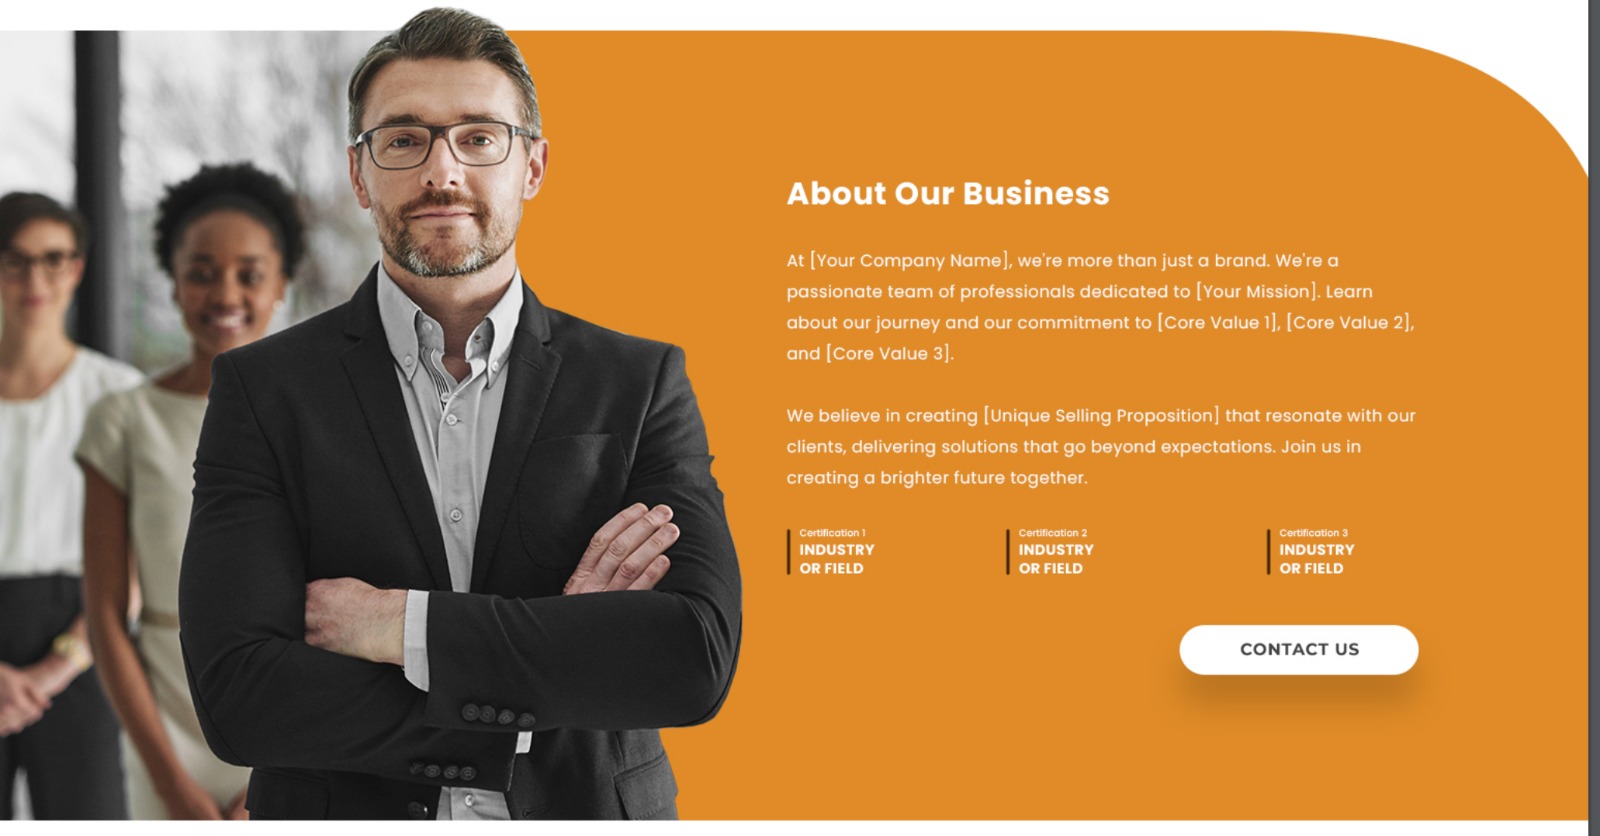 About Our Business
At [Your Company Name], we're more than just a brand. We're a
passionate team of professionals dedicated to [Your Mission]. Learn
about our journey and our commitment to [Core Value 1], [Core Value 2],
and [Core Value 3].
We believe in creating [Unique Selling Proposition] that resonate with our
clients, delivering solutions that go beyond expectations. Join us in
creating a brighter future together.
Certification 1
INDUSTRY
OR FIELD
Certification 2
INDUSTRY
OR FIELD
Certification 3
INDUSTRY
OR FIELD
CONTACT US